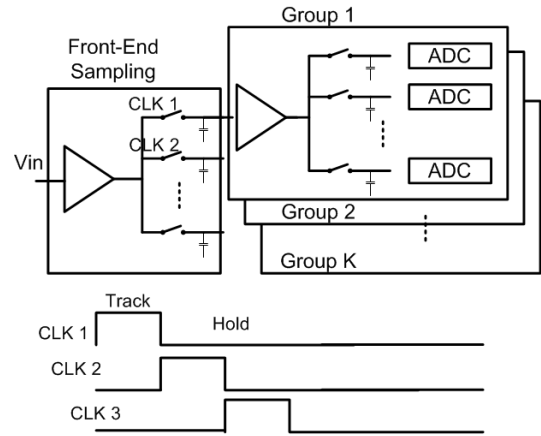 Group 1
Front-End
Sampling
ADC
CLK 1
ADC
CLK 2
Vin
ADC
Group 2
Group K
Track
Hold
CLK 1
CLK 2
CLK 3